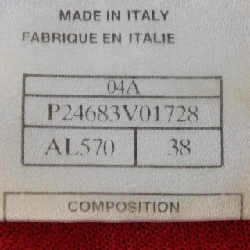 MADE IN ITALY
FABRIQUE EN ITALIE
04A
P24683V01728
AL570 38
COMPOSITION